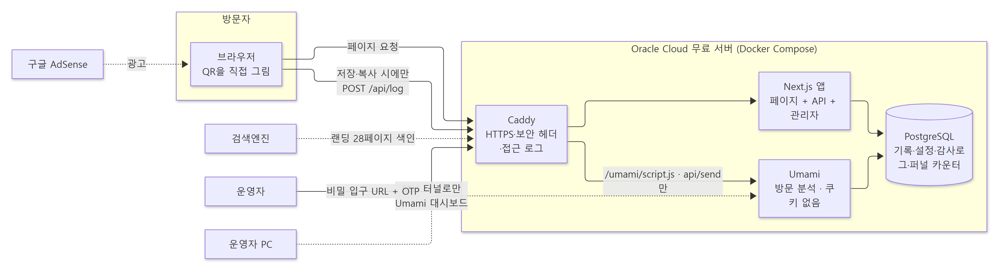 방문자
구글 AdSense
광고
브라우저
QR을 직접 그림
페이지 요청
저장·복사 시에만
POST /api/log
검색엔진
랜딩 28페이지 색인
운영자
비밀 입구 URL + OTP
터널로만
Umami 대시보드
운영자 PC
Oracle Cloud 무료 서버 (Docker Compose)
Caddy
HTTPS·보안 헤더
·접근 로그
Next.js 앱
페이지 + API +
관리자
/umami/script.js · api/send
만
Umami
방문 분석 · 쿠
키 없음
PostgreSQL
기록·설정·감사로
그·퍼널 카운터